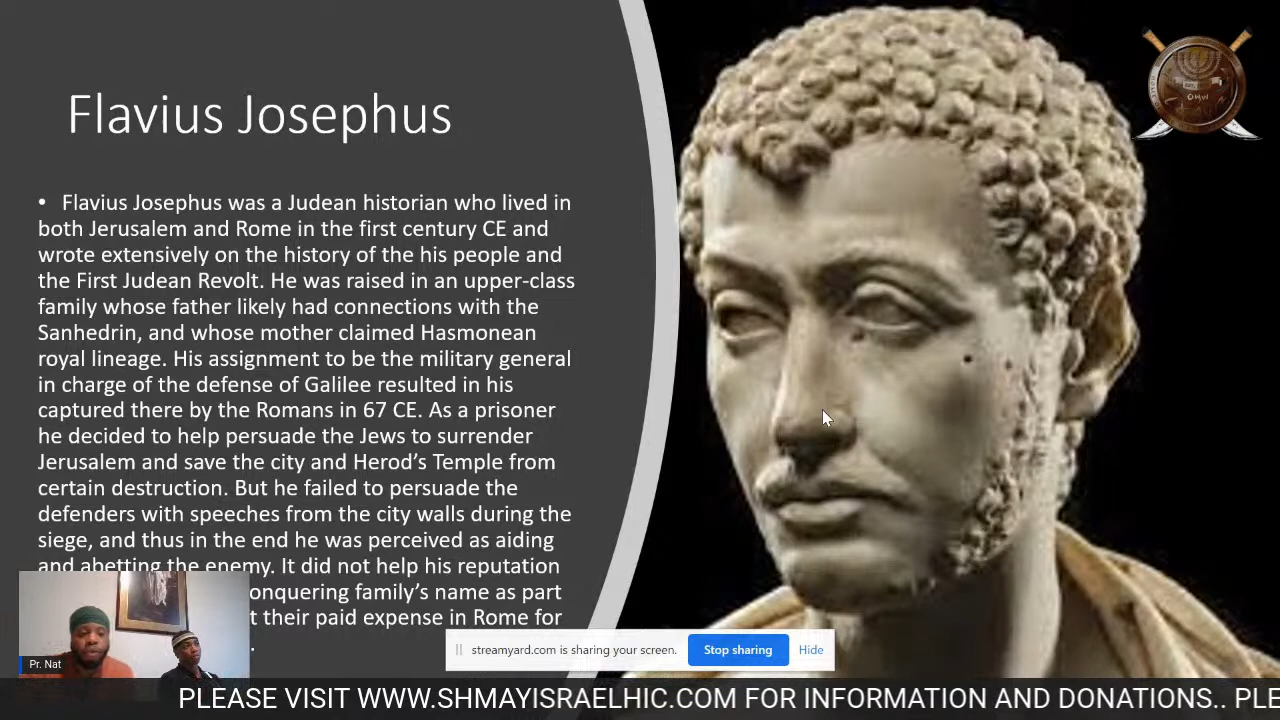 Flavius Josephus
• Flavius Josephus was a Judean historian who lived in
both Jerusalem and Rome in the first century CE and
wrote extensively on the history of the his people and
the First Judean Revolt. He was raised in an upper-class
family whose father likely had connections with the
Sanhedrin, and whose mother claimed Hasmonean
royal lineage. His assignment to be the military general
in charge of the defense of Galilee resulted in his
captured there by the Romans in 67 CE. As a prisoner
he decided to help persuade the Jews to surrender
Jerusalem and save the city and Herod’s Temple from
certain destruction. But he failed to persuade the
defenders with speeches from the city walls during the
siege, and thus in the end he was perceived as aiding
and abetting the enemy. It did not help his reputation
onquering family’s name as part
t their paid expense in Rome for
.
Pr. Nat
streamyard.com is sharing your screen.
Stop sharing
Hide
PLEASE VISIT WWW.SHMAYISRAELHIC.COM FOR INFORMATION AND DONATIONS.. PLE